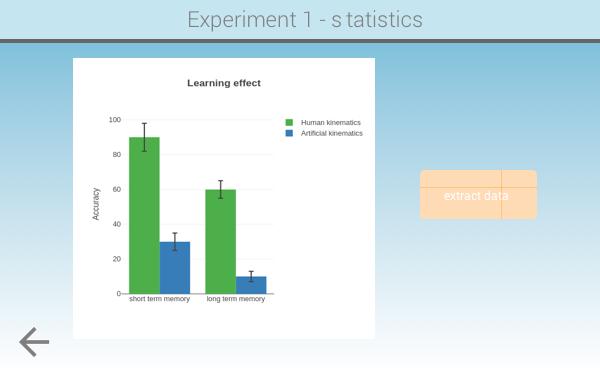 Experiment 1 - s tatistics
Learning effect
Human kinematics
Artificial kinematics
100
80
60
40
20
0
Accuracy
short term memory
long term memory
extract data